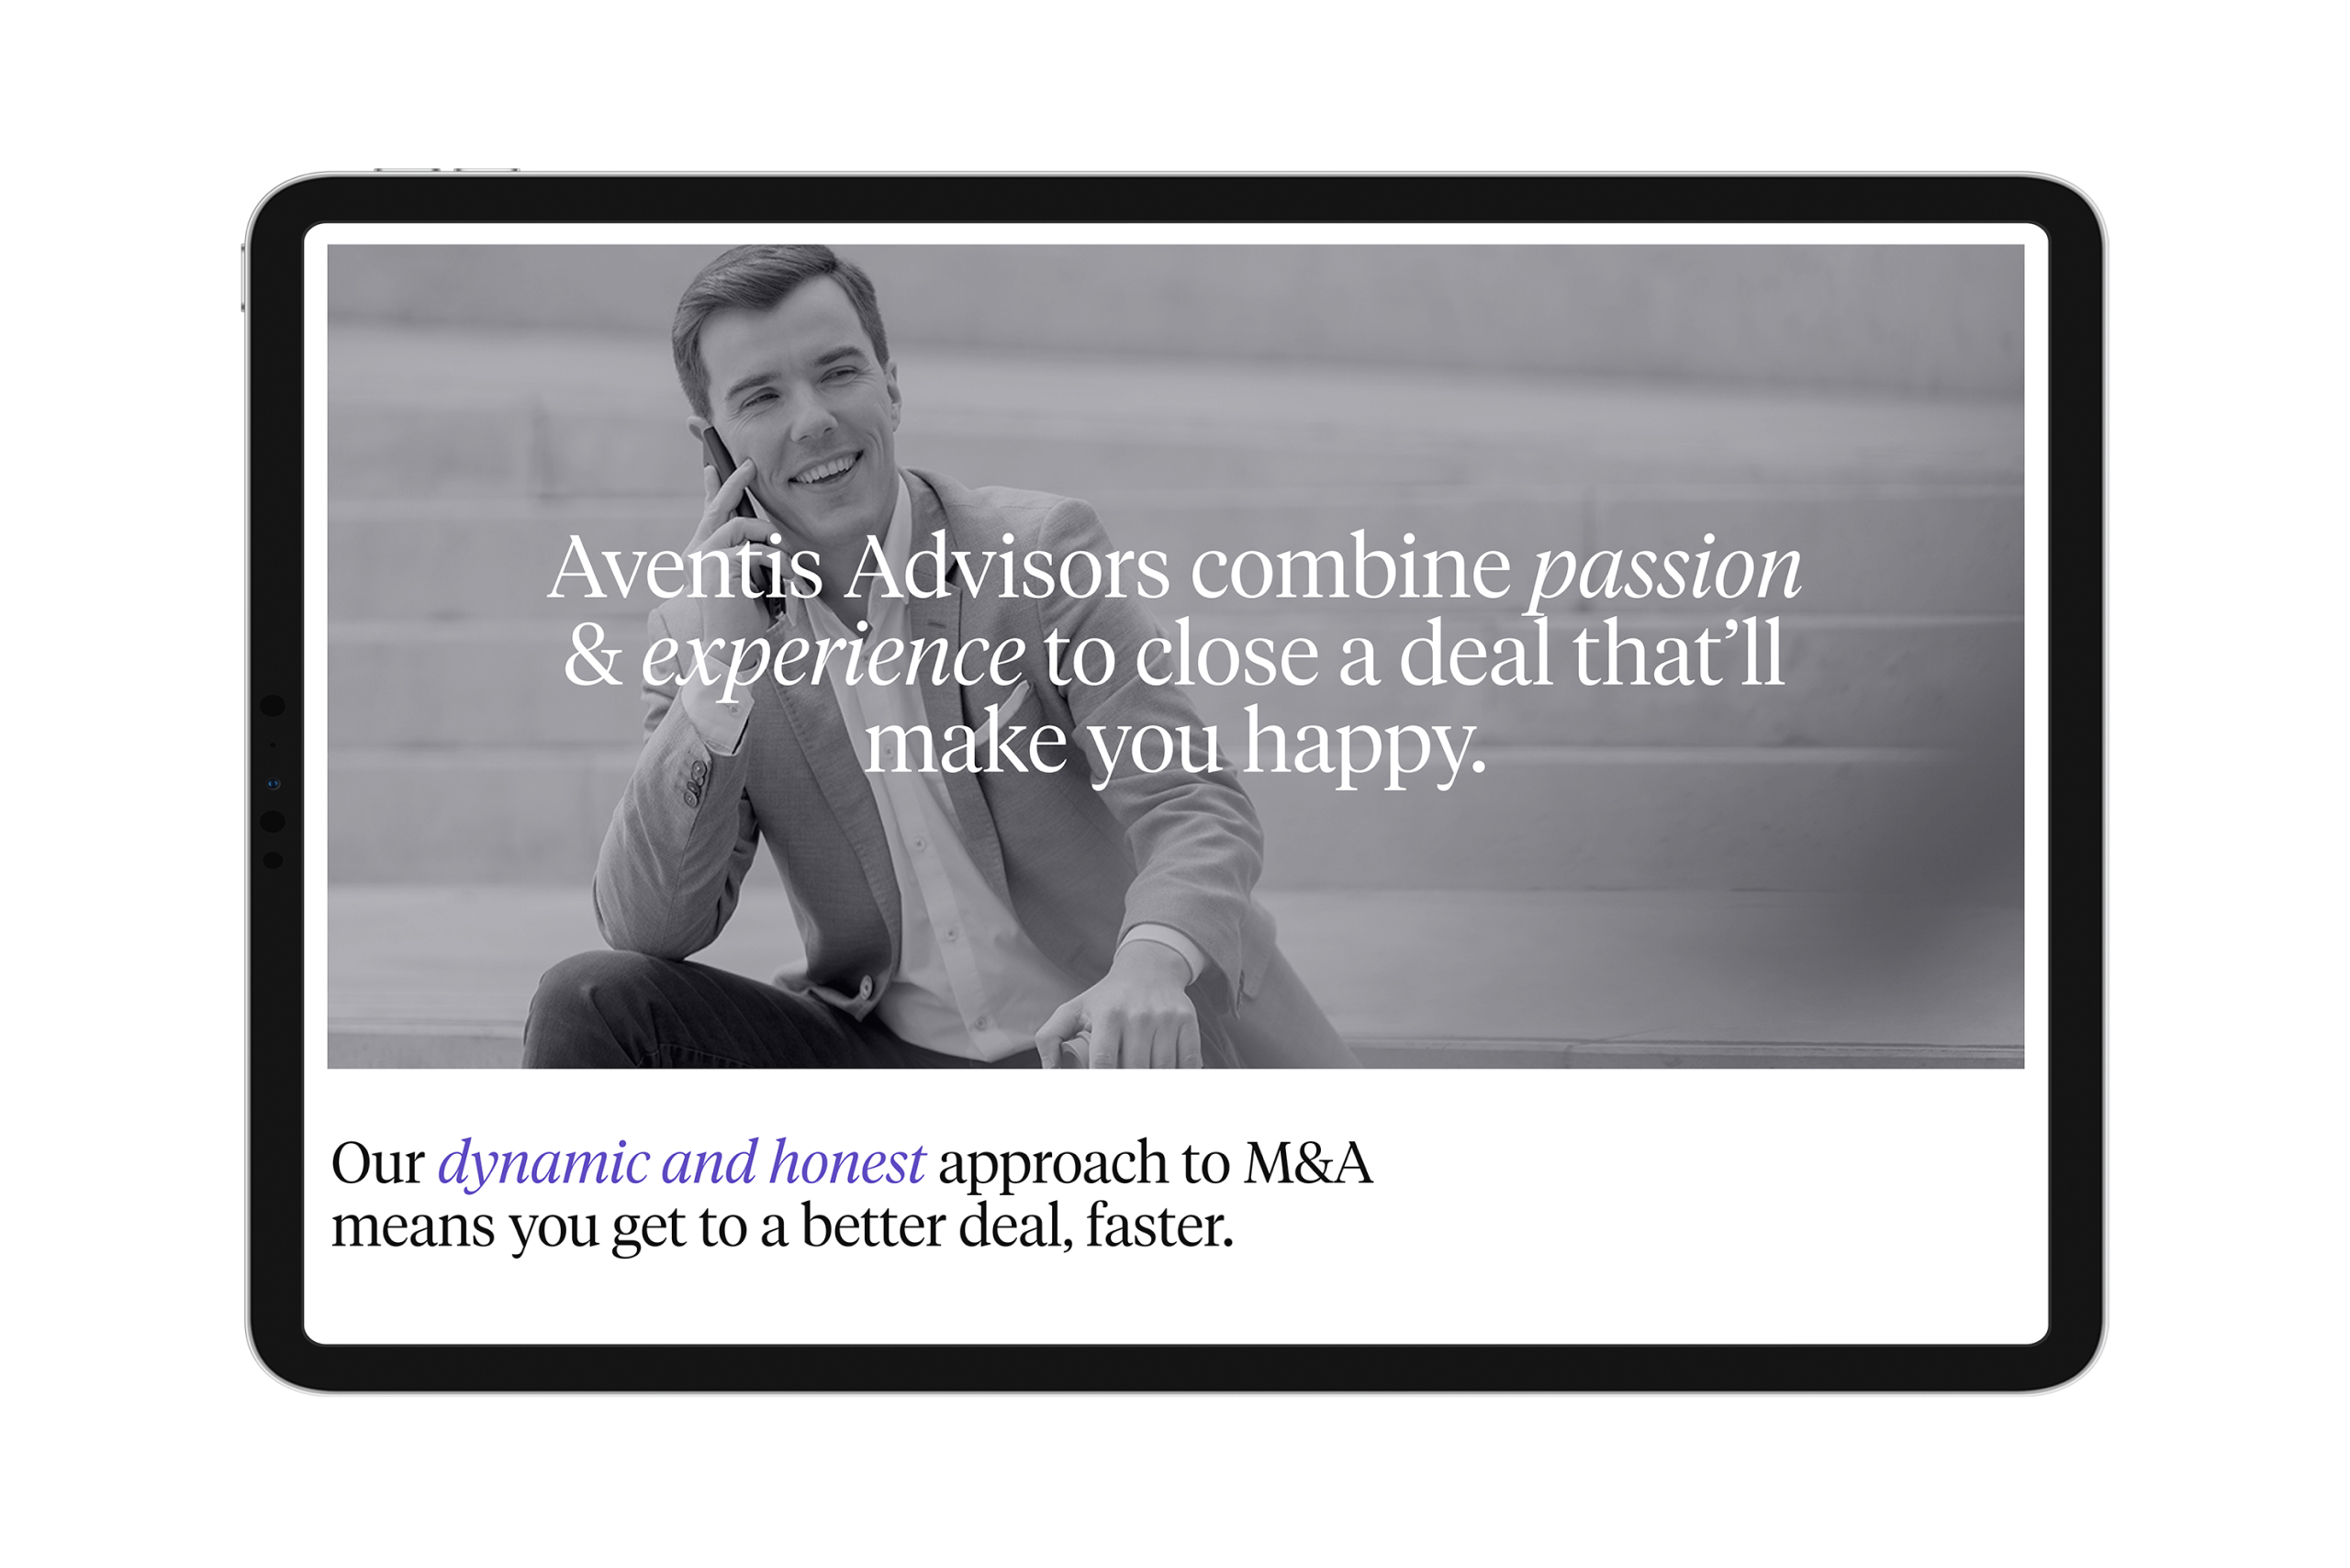 Aventis Advisors combine passion
& experience to close a deal that’ll
make you happy.
Our dynamic and honest approach to M&A
means you get to a better deal, faster.